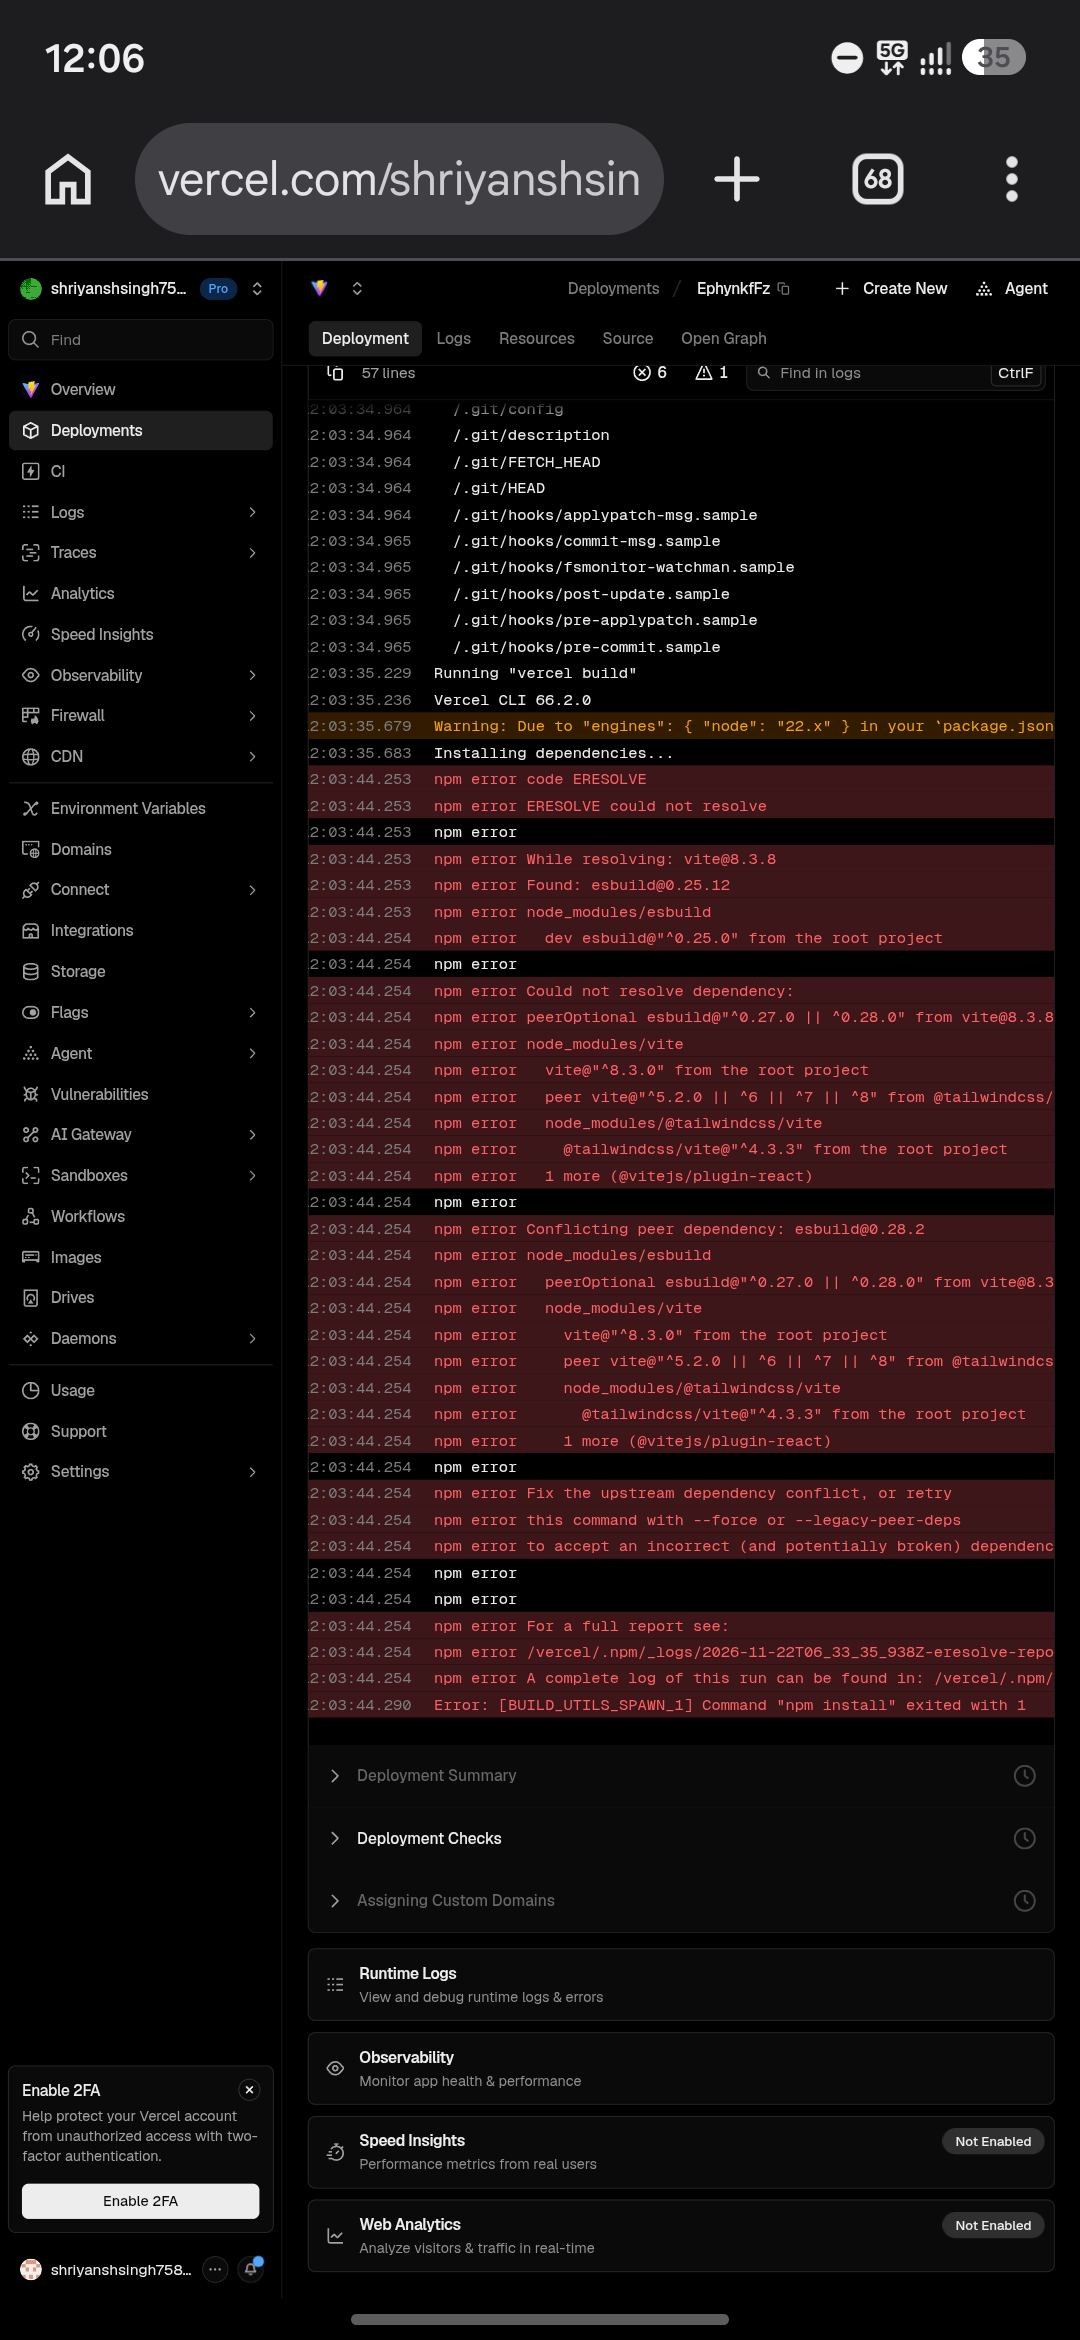 12:06
5G
35
vercel.com/shriyanshsin
68
shriyanshsingh75...
Pro
Deployments / EphynkfFz
Create New
Agent
Find
Deployment
Logs
Resources
Source
Open Graph
57 lines
6
1
Find in logs
CtrlF
Overview
Deployments
CI
Logs
Traces
Analytics
Speed Insights
Observability
Firewall
CDN
Environment Variables
Domains
Connect
Integrations
Storage
Flags
Agent
Vulnerabilities
AI Gateway
Sandboxes
Workflows
Images
Drives
Daemons
Usage
Support
Settings
2:03:34.964 /.git/config
2:03:34.964 /.git/description
2:03:34.964 /.git/FETCH_HEAD
2:03:34.964 /.git/HEAD
2:03:34.964 /.git/hooks/applypatch-msg.sample
2:03:34.965 /.git/hooks/commit-msg.sample
2:03:34.965 /.git/hooks/fsmonitor-watchman.sample
2:03:34.965 /.git/hooks/post-update.sample
2:03:34.965 /.git/hooks/pre-applypatch.sample
2:03:34.965 /.git/hooks/pre-commit.sample
2:03:35.229 Running "vercel build"
2:03:35.236 Vercel CLI 66.2.0
2:03:35.679 Warning: Due to "engines": { "node": "22.x" } in your `package.json
2:03:35.683 Installing dependencies...
2:03:44.253 npm error code ERESOLVE
2:03:44.253 npm error ERESOLVE could not resolve
2:03:44.253 npm error
2:03:44.253 npm error While resolving: vite@8.3.8
2:03:44.253 npm error Found: esbuild@0.25.12
2:03:44.253 npm error node_modules/esbuild
2:03:44.254 npm error dev esbuild@"^0.25.0" from the root project
2:03:44.254 npm error
2:03:44.254 npm error Could not resolve dependency:
2:03:44.254 npm error peerOptional esbuild@"^0.27.0 || ^0.28.0" from vite@8.3.8
2:03:44.254 npm error node_modules/vite
2:03:44.254 npm error vite@"^8.3.0" from the root project
2:03:44.254 npm error peer vite@"^5.2.0 || ^6 || ^7 || ^8" from @tailwindcss/
2:03:44.254 npm error node_modules/@tailwindcss/vite
2:03:44.254 npm error @tailwindcss/vite@"^4.3.3" from the root project
2:03:44.254 npm error 1 more (@vitejs/plugin-react)
2:03:44.254 npm error
2:03:44.254 npm error Conflicting peer dependency: esbuild@0.28.2
2:03:44.254 npm error node_modules/esbuild
2:03:44.254 npm error peerOptional esbuild@"^0.27.0 || ^0.28.0" from vite@8.3
2:03:44.254 npm error node_modules/vite
2:03:44.254 npm error vite@"^8.3.0" from the root project
2:03:44.254 npm error peer vite@"^5.2.0 || ^6 || ^7 || ^8" from @tailwindcs
2:03:44.254 npm error node_modules/@tailwindcss/vite
2:03:44.254 npm error @tailwindcss/vite@"^4.3.3" from the root project
2:03:44.254 npm error 1 more (@vitejs/plugin-react)
2:03:44.254 npm error
2:03:44.254 npm error Fix the upstream dependency conflict, or retry
2:03:44.254 npm error this command with --force or --legacy-peer-deps
2:03:44.254 npm error to accept an incorrect (and potentially broken) dependenc
2:03:44.254 npm error
2:03:44.254 npm error
2:03:44.254 npm error For a full report see:
2:03:44.254 npm error /vercel/.npm/_logs/2026-11-22T06_33_35_938Z-eresolve-repo
2:03:44.254 npm error A complete log of this run can be found in: /vercel/.npm/
2:03:44.290 Error: [BUILD_UTILS_SPAWN_1] Command "npm install" exited with 1
Deployment Summary
Deployment Checks
Assigning Custom Domains
Runtime Logs
View and debug runtime logs & errors
Observability
Monitor app health & performance
Speed Insights
Performance metrics from real users
Not Enabled
Web Analytics
Analyze visitors & traffic in real-time
Not Enabled
Enable 2FA
Help protect your Vercel account
from unauthorized access with two-
factor authentication.
Enable 2FA
shriyanshsingh758...